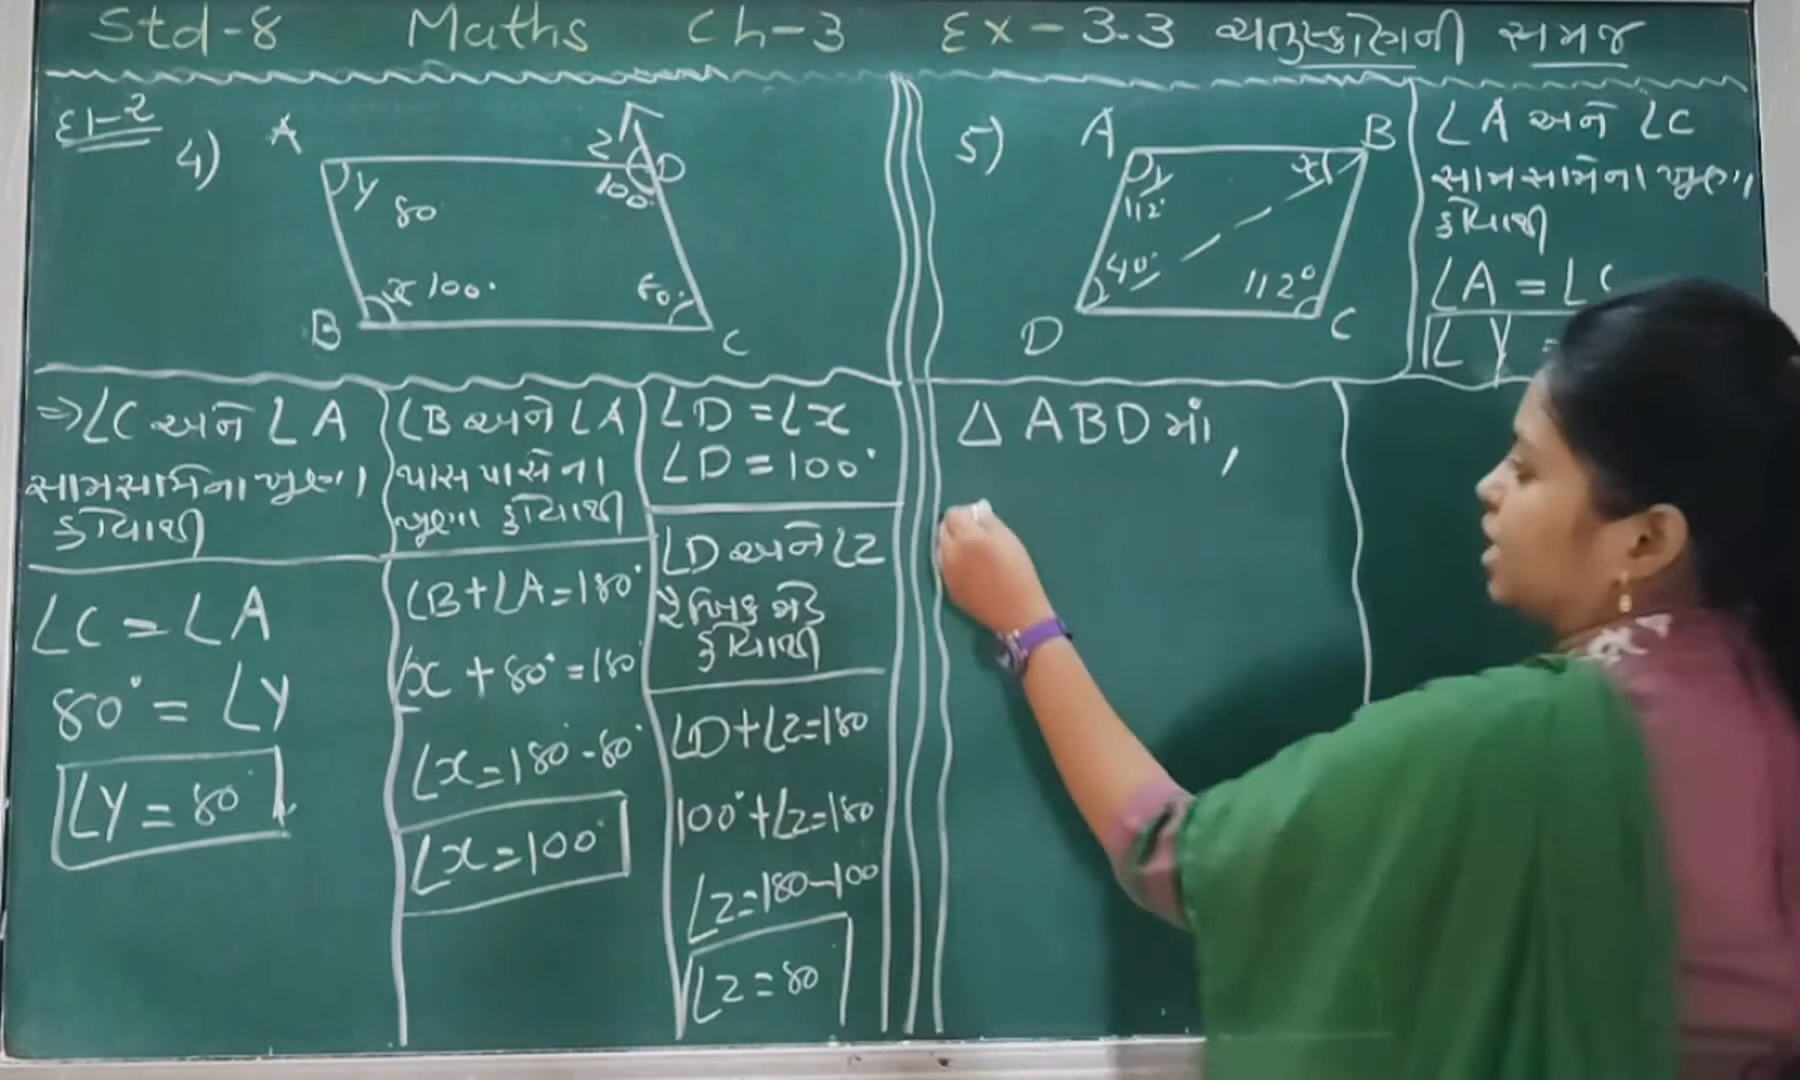 Std-8 Maths Ch-3 Ex-3.3 ચતુષ્કોણની સમજ
દા-2
4)
A
z
D
y
80
100°
x 100°
80°
B
C
5)
A
B
y
112°
x
40°
112°
D
C
∠A અને ∠C
સામસામેના ખૂણા
હોવાથી
∠A = ∠C
∠y =
⇒ ∠C અને ∠A
સામસામેના ખૂણા
હોવાથી
∠C = ∠A
80° = ∠y
∠y = 80°
∠B અને ∠A
પાસપાસેના
ખૂણા હોવાથી
∠B+∠A=180°
∠x + 80° = 180
∠x = 180° - 80°
∠x = 100°
∠D = ∠x
∠D = 100°
∠D અને ∠z
રૈખિક જોડ
હોવાથી
∠D+∠z=180
100°+∠z=180
∠z=180-100
∠z = 80
△ ABD માં,